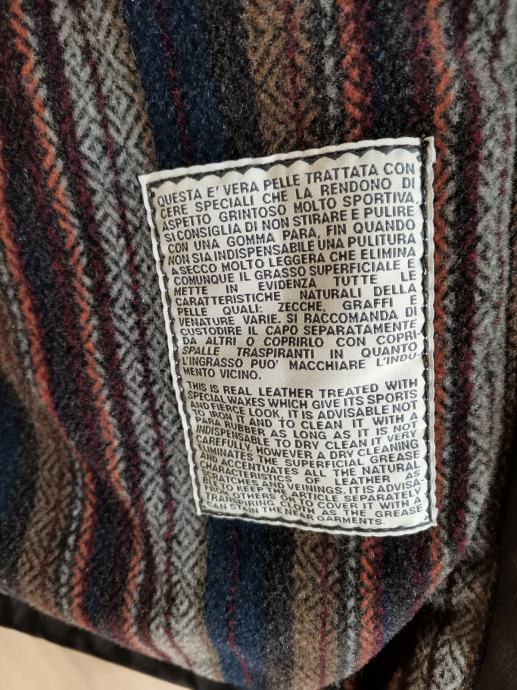 QUESTA E' VERA PELLE TRATTATA CON
CERE SPECIALI CHE LA RENDONO DI
ASPETTO GRINTOSO MOLTO SPORTIVA.
SI CONSIGLIA DI NON STIRARE E PULIRE
CON UNA GOMMA PARA, FIN QUANDO
NON SIA INDISPENSABILE UNA PULITURA
A SECCO MOLTO LEGGERA CHE ELIMINA
COMUNQUE IL GRASSO SUPERFICIALE E
METTE IN EVIDENZA TUTTE LE
CARATTERISTICHE NATURALI DELLA
PELLE QUALI: ZECCHE, GRAFFI E
VENATURE VARIE. SI RACCOMANDA DI
CUSTODIRE IL CAPO SEPARATAMENTE
DA ALTRI O COPRIRLO CON COPRI-
SPALLE TRASPIRANTI IN QUANTO
L'INGRASSO PUO' MACCHIARE L'INDU-
MENTO VICINO.
THIS IS REAL LEATHER TREATED WITH
SPECIAL WAXES WHICH GIVE ITS SPORTS
AND FIERCE LOOK, IT IS ADVISABLE NOT
TO IRON IT AND TO CLEAN IT WITH A
PARA RUBBER AS LONG AS IT IS NOT
INDISPENSABLE TO DRY CLEAN IT VERY
CAREFULLY, HOWEVER A DRY CLEANING
ELIMINATES THE SUPERFICIAL GREASE
AND ACCENTUATES ALL THE NATURAL
CHARACTERISTICS OF LEATHER AS
SCRATCHES AND VEININGS. IT IS ADVISA-
BLE TO KEEP THE ARTICLE SEPARATELY
OTHERS OR TO COVER IT WITH A
TRANSPIRING CLOTH AS THE GREASE
CAN STAIN THE NEAR GARMENTS.